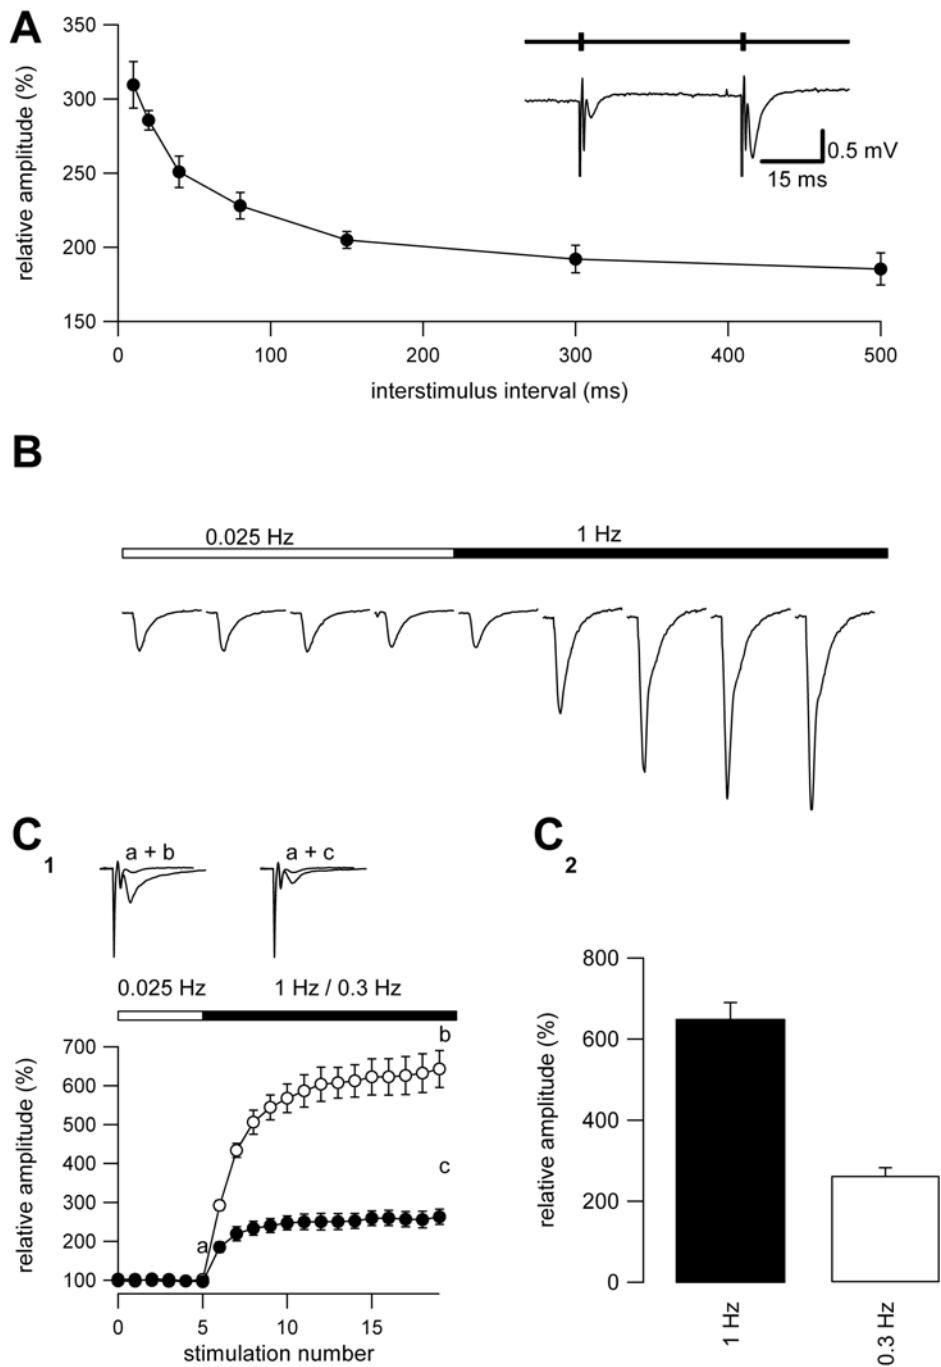 A
350
300
250
200
150
relative amplitude (%)
0
100
200
300
400
500
interstimulus interval (ms)
0.5 mV
15 ms
B
0.025 Hz
1 Hz
C
1
a + b
a + c
0.025 Hz
1 Hz / 0.3 Hz
700
600
500
400
300
200
100
relative amplitude (%)
a
b
c
0
5
10
15
stimulation number
C
2
800
600
400
200
0
relative amplitude (%)
1 Hz
0.3 Hz